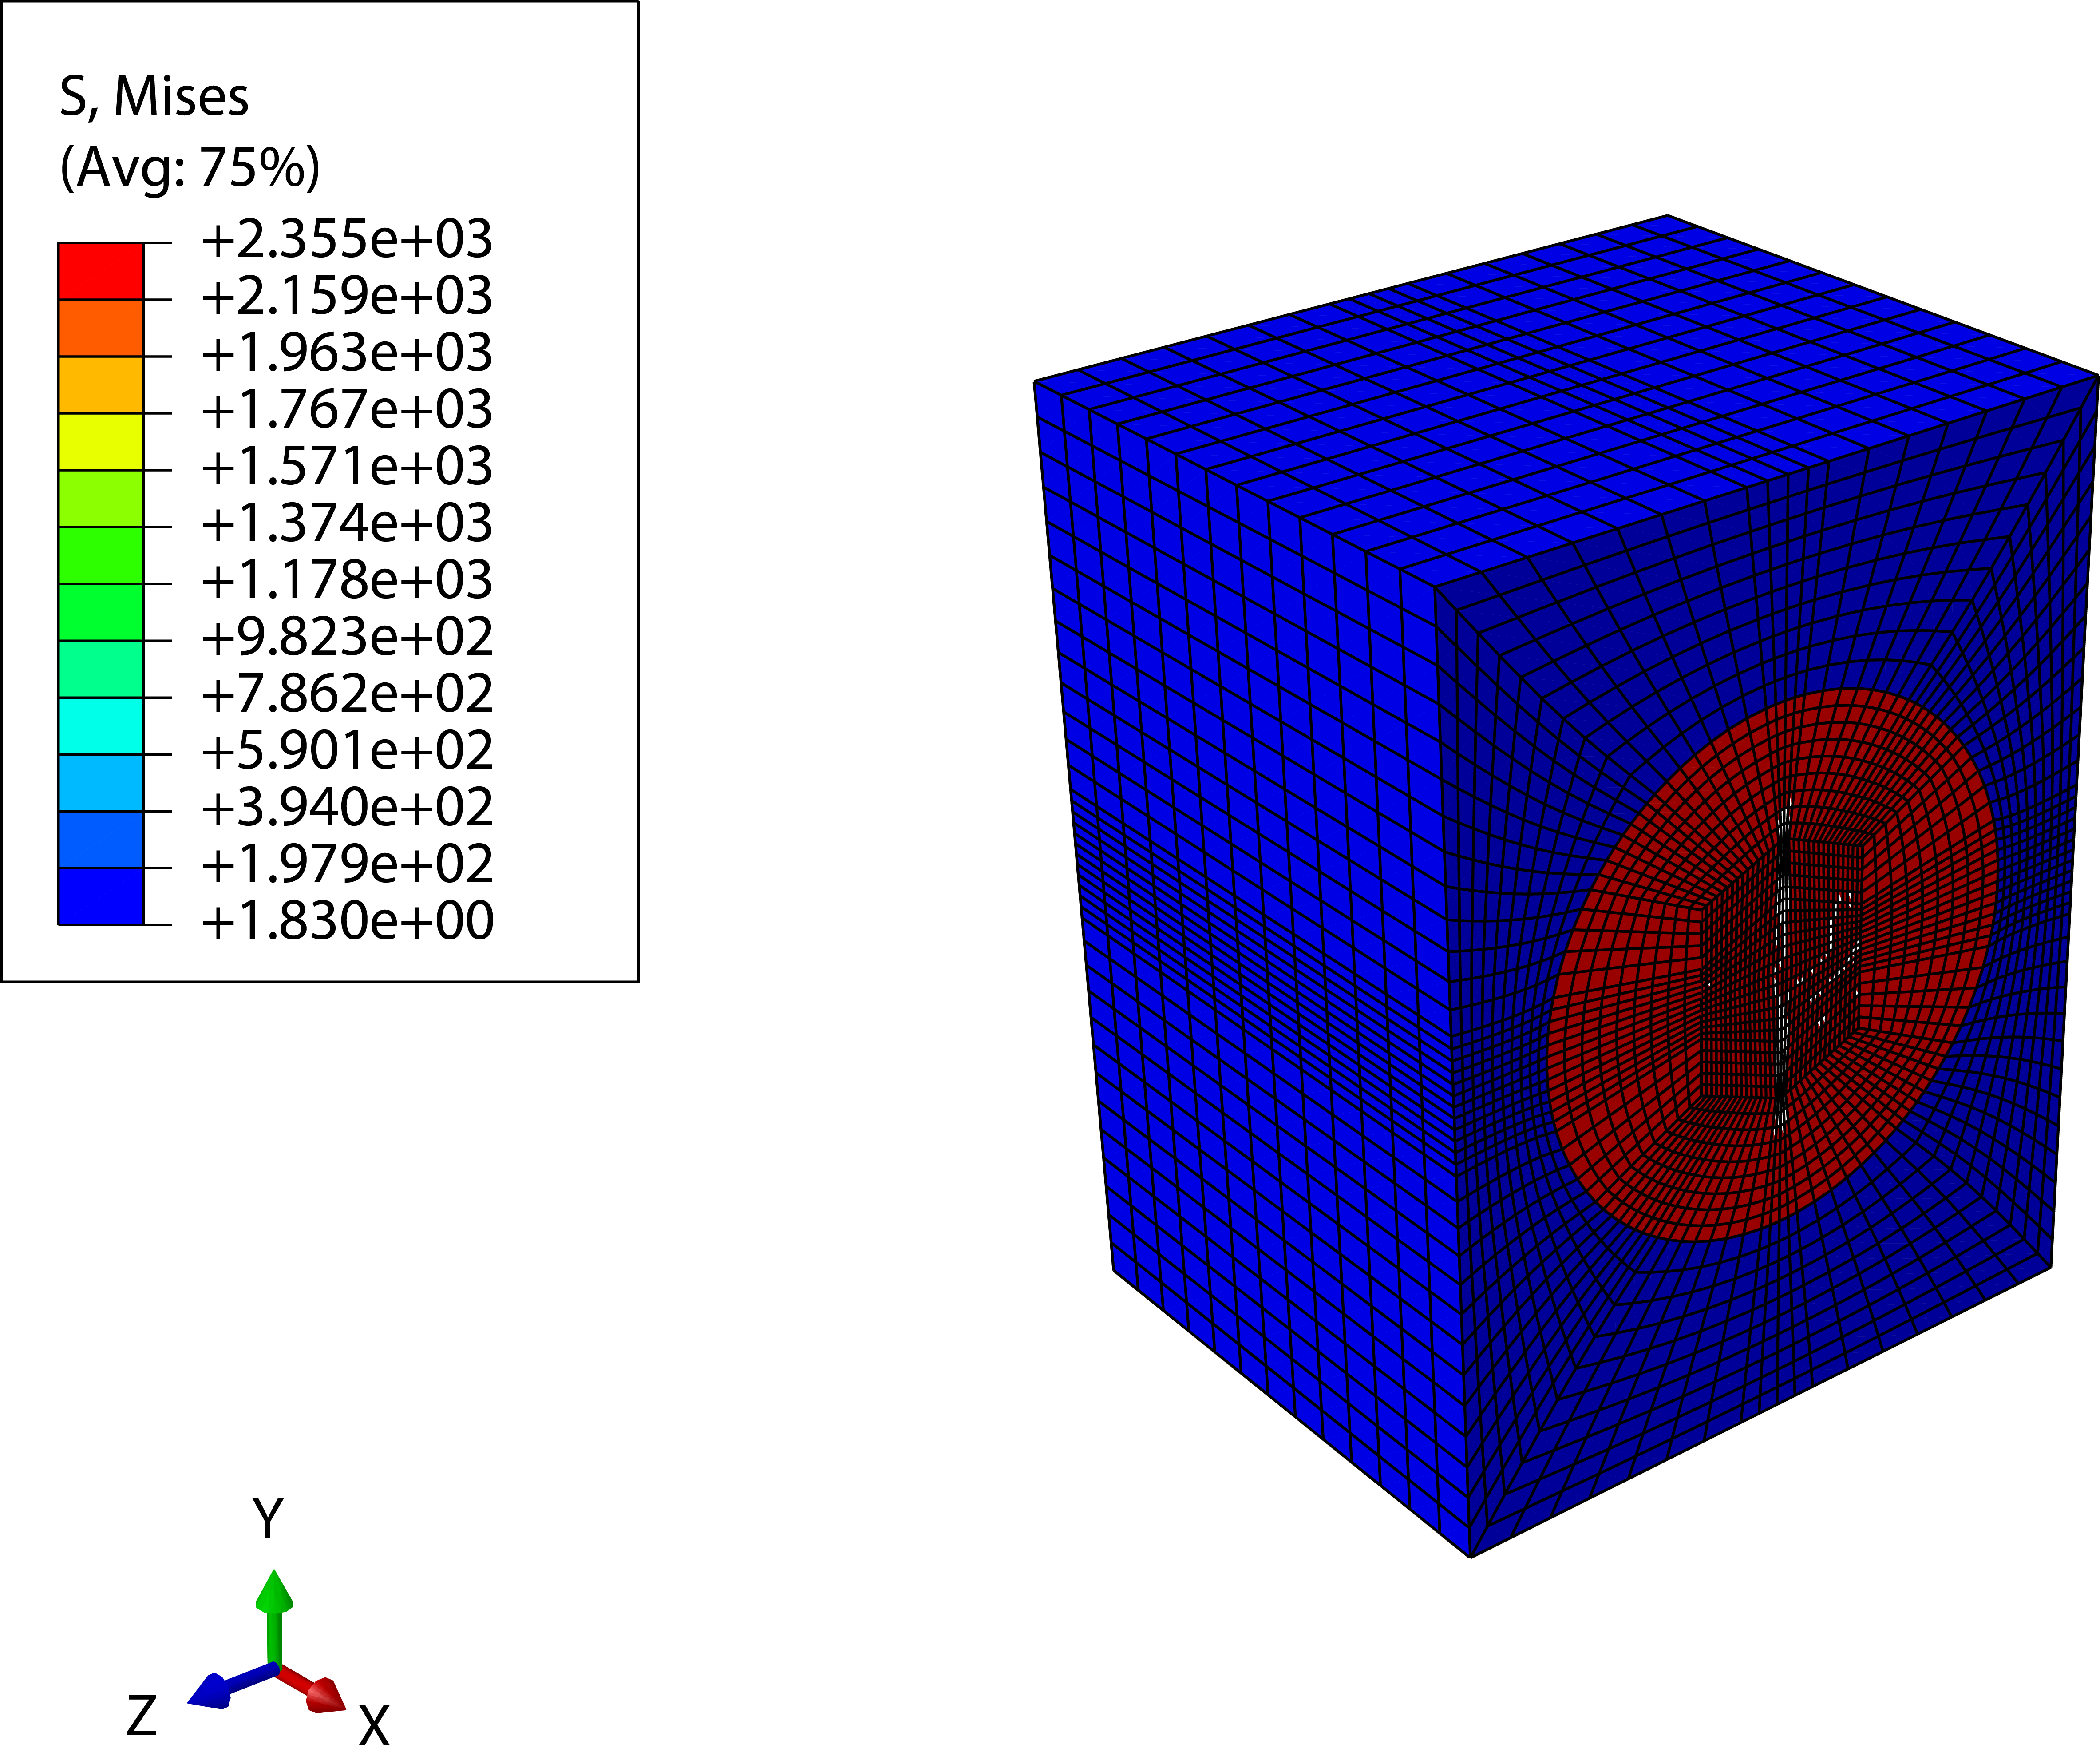 S, Mises
(Avg: 75%)
+2.355e+03
+2.159e+03
+1.963e+03
+1.767e+03
+1.571e+03
+1.374e+03
+1.178e+03
+9.823e+02
+7.862e+02
+5.901e+02
+3.940e+02
+1.979e+02
+1.830e+00
Y
Z
X